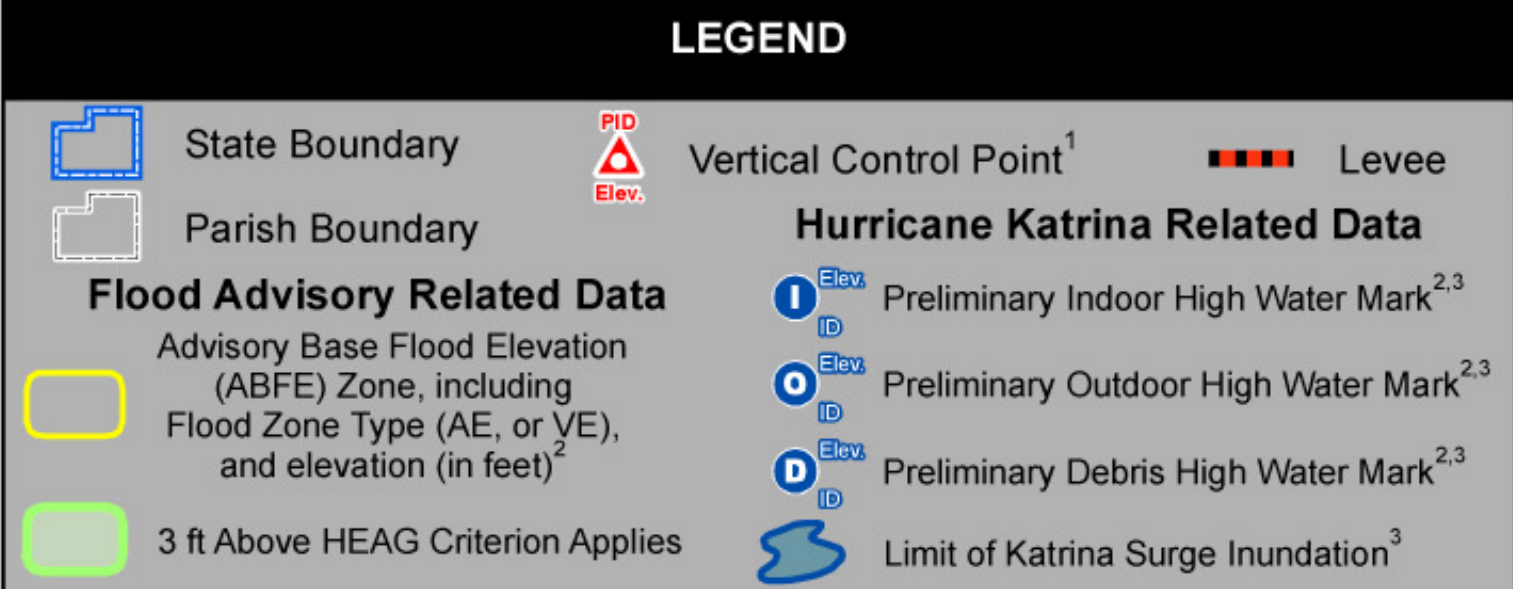 LEGEND
State Boundary
PID
Elev.
Vertical Control Point1
Levee
Parish Boundary
Flood Advisory Related Data
Advisory Base Flood Elevation
(ABFE) Zone, including
Flood Zone Type (AE, or VE),
and elevation (in feet)2
3 ft Above HEAG Criterion Applies
Hurricane Katrina Related Data
I Elev.
ID
Preliminary Indoor High Water Mark2,3
O Elev.
ID
Preliminary Outdoor High Water Mark2,3
D Elev.
ID
Preliminary Debris High Water Mark2,3
Limit of Katrina Surge Inundation3